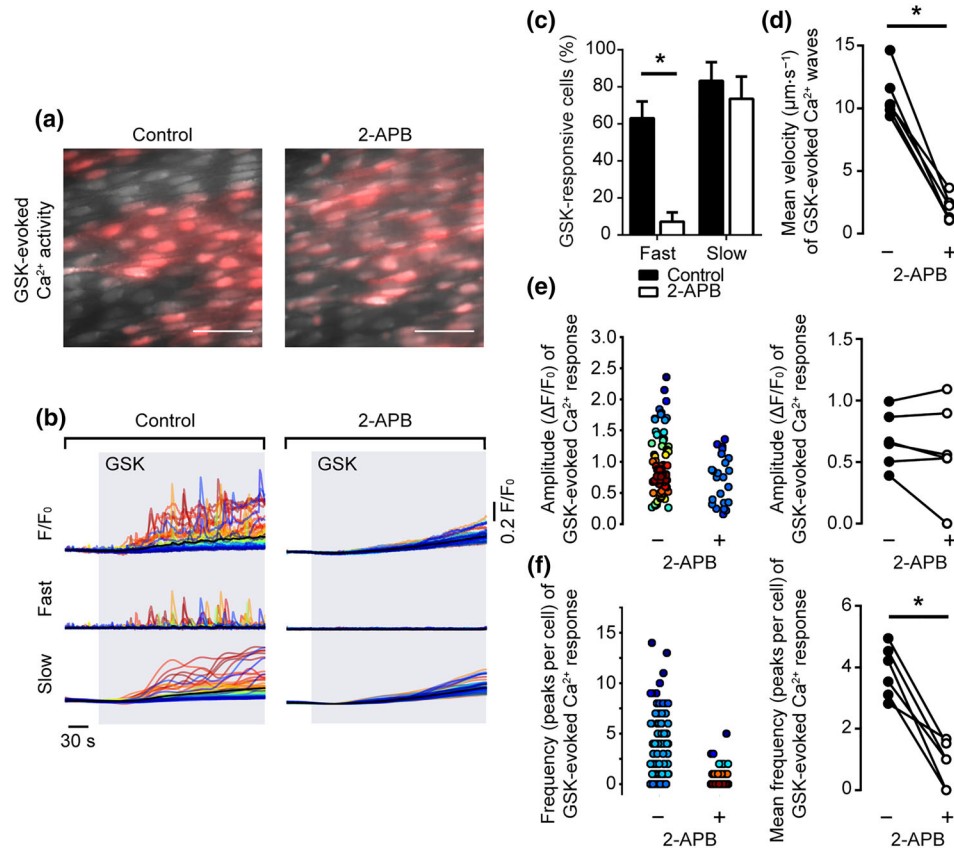 (a)
Control
2-APB
GSK-evoked
Ca²⁺ activity
(b)
Control
2-APB
GSK
GSK
F/F₀
0.2 F/F₀
Fast
Slow
30 s
(c)
GSK-responsive cells (%)
100
80
60
40
20
0
*
Fast
Slow
Control
2-APB
(d)
Mean velocity (µm·s⁻¹)
of GSK-evoked Ca²⁺ waves
15
10
5
0
*
−
+
2-APB
(e)
Amplitude (ΔF/F₀) of
GSK-evoked Ca²⁺ response
3.0
2.5
2.0
1.5
1.0
0.5
0.0
−
+
2-APB
Amplitude (ΔF/F₀) of
GSK-evoked Ca²⁺ response
1.5
1.0
0.5
0.0
−
+
2-APB
(f)
Frequency (peaks per cell) of
GSK-evoked Ca²⁺ response
15
10
5
0
−
+
2-APB
Mean frequency (peaks per cell) of
GSK-evoked Ca²⁺ response
6
4
2
0
*
−
+
2-APB